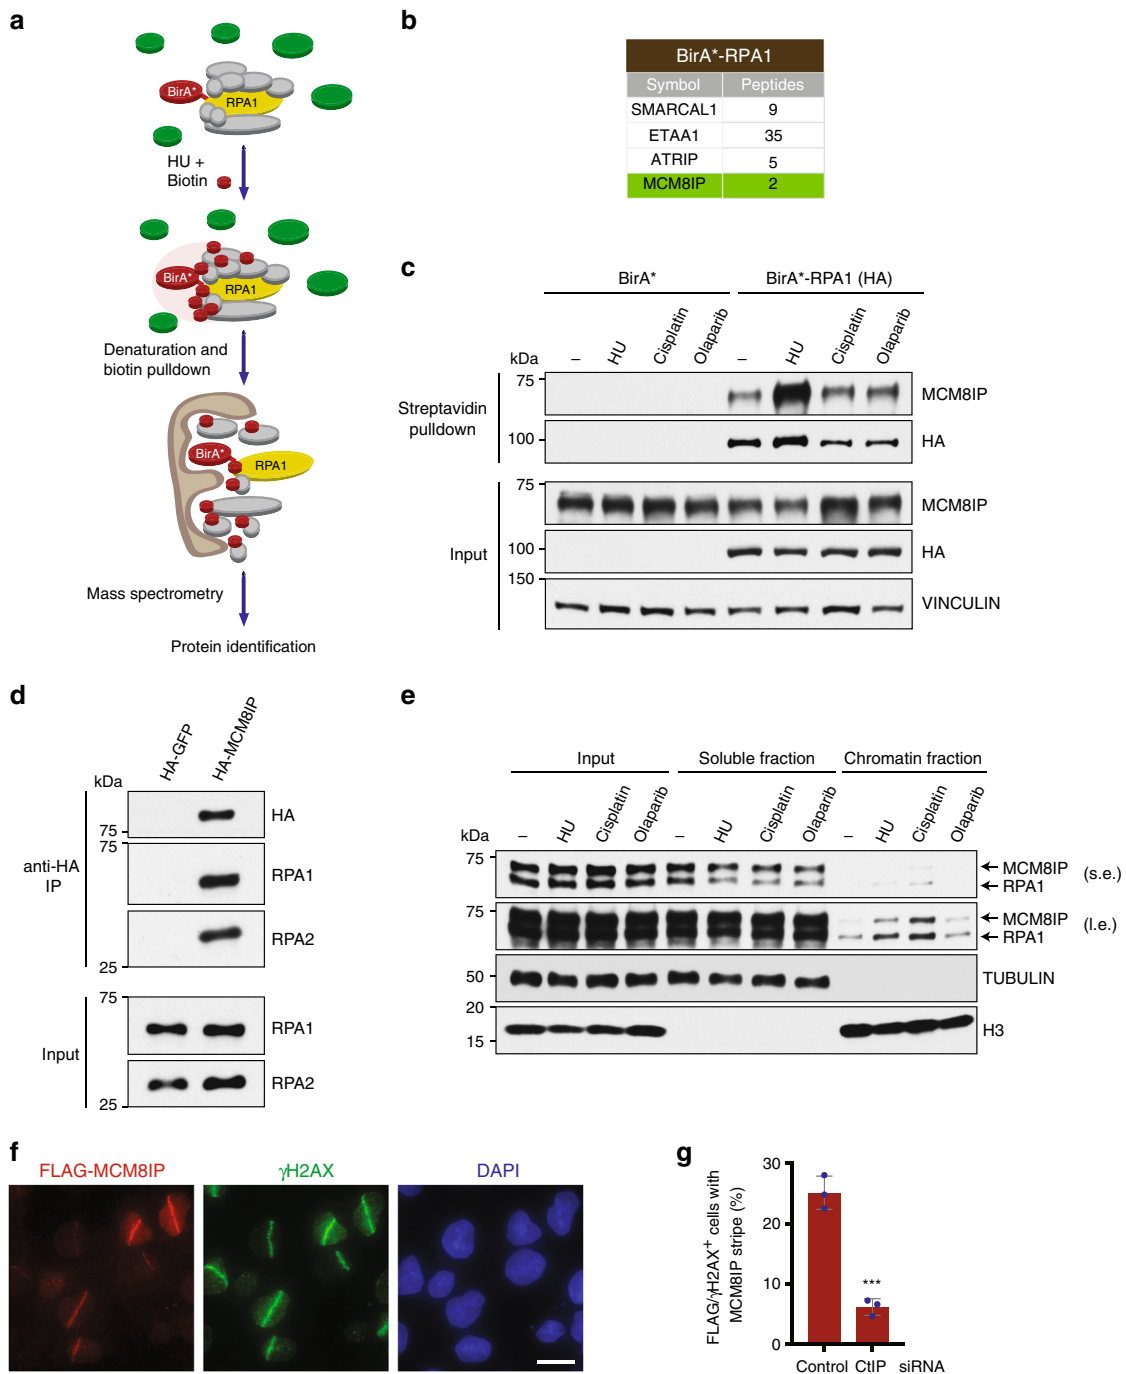 a
BirA*
RPA1
HU +
Biotin
BirA*
RPA1
Denaturation and
biotin pulldown
BirA*
RPA1
Mass spectrometry
Protein identification
b
BirA*-RPA1
Symbol Peptides
SMARCAL1 9
ETAA1 35
ATRIP 5
MCM8IP 2
c
BirA* BirA*-RPA1 (HA)
kDa – HU Cisplatin Olaparib – HU Cisplatin Olaparib
Streptavidin
pulldown
75 MCM8IP
100 HA
Input
75 MCM8IP
100 HA
150 VINCULIN
d
HA-GFP HA-MCM8IP
kDa
anti-HA
IP
75 HA
75 RPA1
RPA2
25
Input
75 RPA1
RPA2
25
e
Input Soluble fraction Chromatin fraction
kDa – HU Cisplatin Olaparib – HU Cisplatin Olaparib – HU Cisplatin Olaparib
75 MCM8IP (s.e.)
RPA1
75 MCM8IP (l.e.)
RPA1
50 TUBULIN
20
15 H3
f
FLAG-MCM8IP γH2AX DAPI
g
FLAG/γH2AX+ cells with
MCM8IP stripe (%)
30
20
10
0
***
Control CtIP siRNA